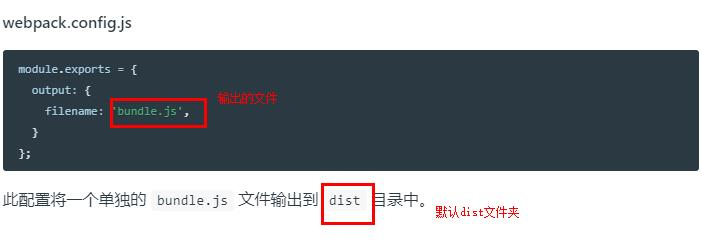 webpack.config.js
module.exports = {
output: {
filename: 'bundle.js', 输出的文件
}
};
此配置将一个单独的 bundle.js 文件输出到 dist 目录中。 默认dist文件夹